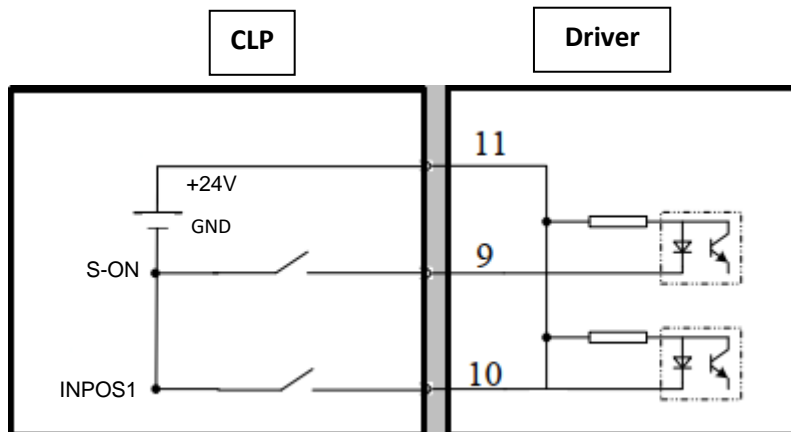 CLP
Driver
11
+24V
GND
S-ON
9
INPOS1
10